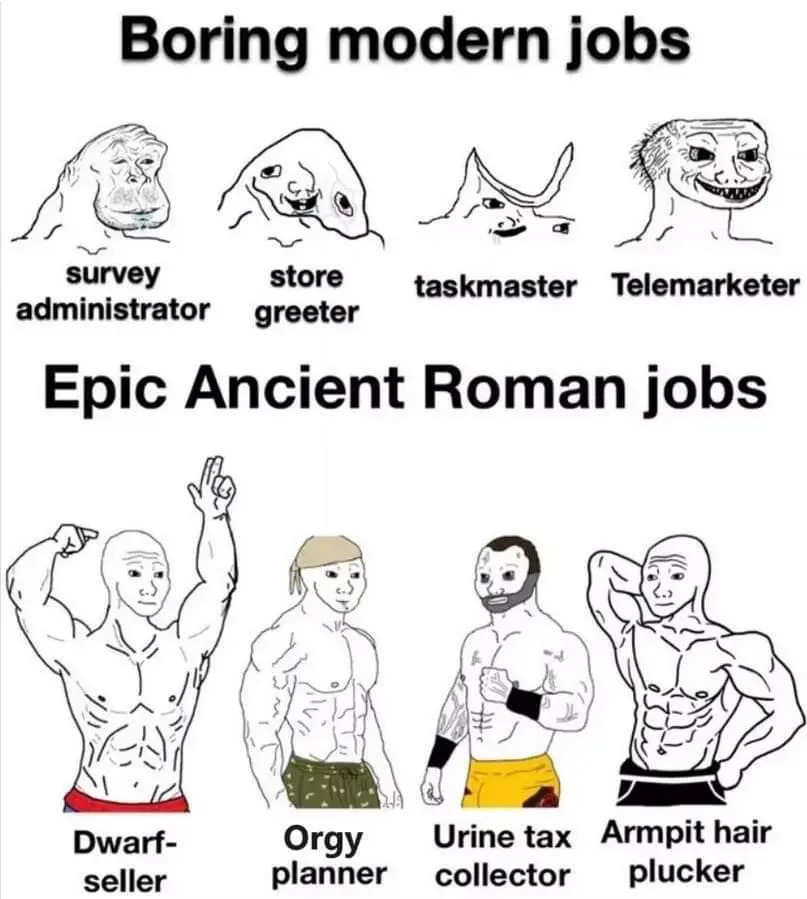 Boring modern jobs
survey
administrator
store
greeter
taskmaster
Telemarketer
Epic Ancient Roman jobs
Dwarf-
seller
Orgy
planner
Urine tax
collector
Armpit hair
plucker